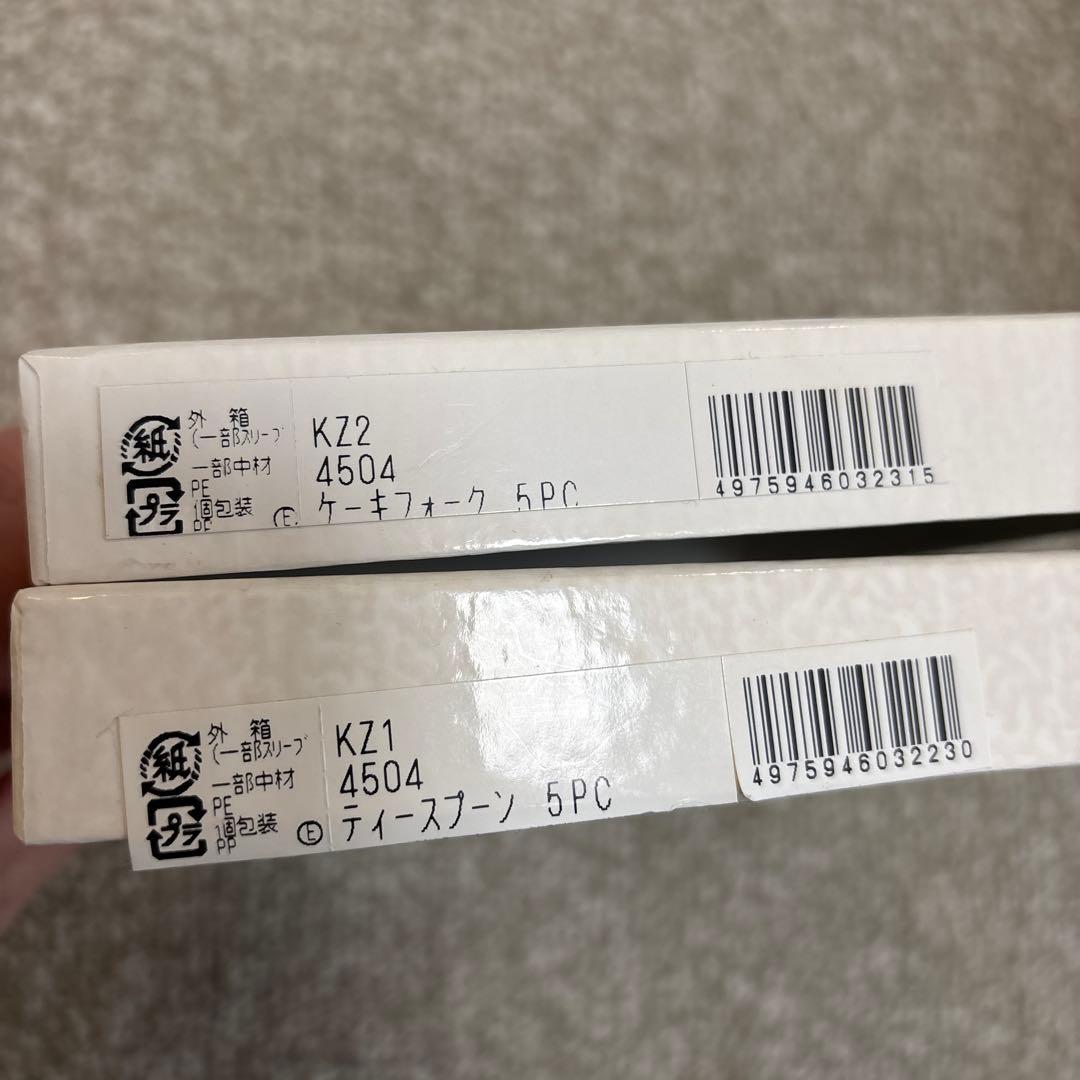 紙
プラ
外箱
(一部スリーブ
一部中材
PE
個包装
PP
E
KZ2
4504
ケーキフォーク 5PC
4975946032315
紙
プラ
外箱
(一部スリーブ
一部中材
PE
個包装
PP
E
KZ1
4504
ティースプーン 5PC
4975946032230